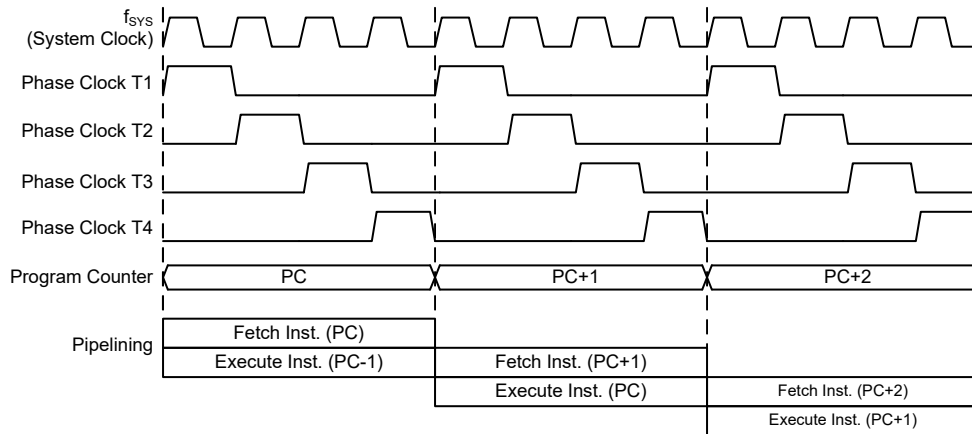 fSYS
(System Clock)
Phase Clock T1
Phase Clock T2
Phase Clock T3
Phase Clock T4
Program Counter PC PC+1 PC+2
Pipelining
Fetch Inst. (PC)
Execute Inst. (PC-1) Fetch Inst. (PC+1)
Execute Inst. (PC) Fetch Inst. (PC+2)
Execute Inst. (PC+1)